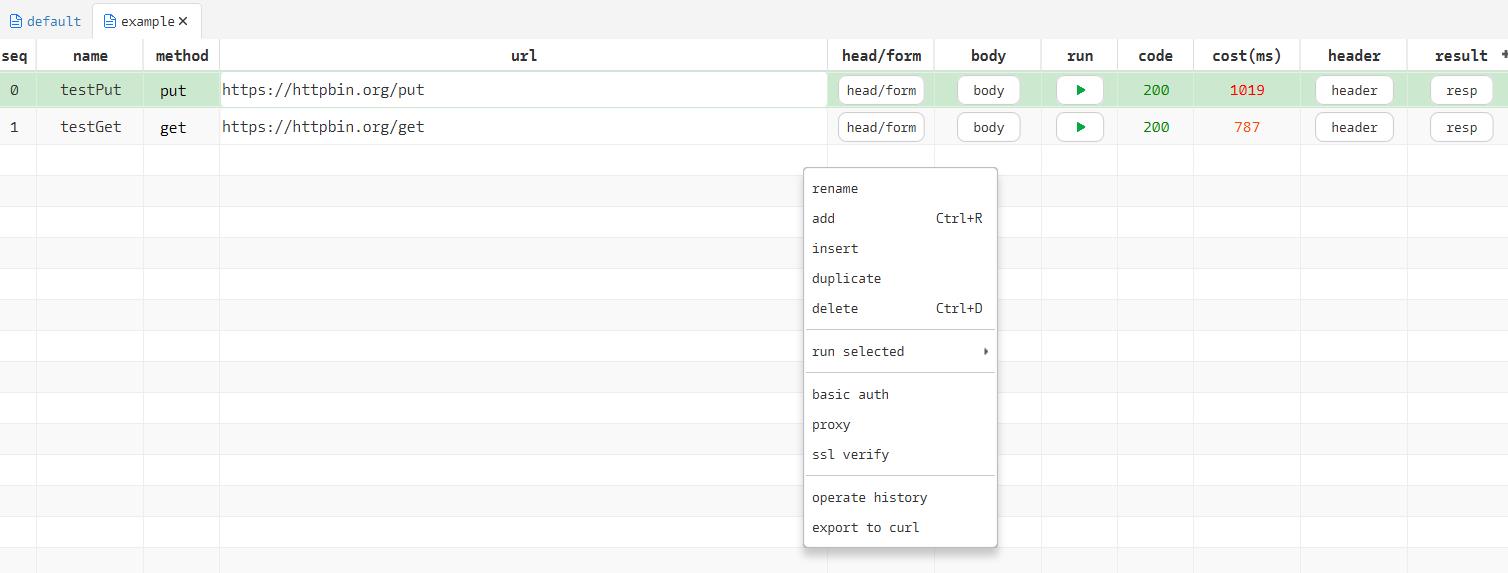 default example
seq name method url head/form body run code cost(ms) header result
0 testPut put https://httpbin.org/put head/form body 200 1019 header resp
1 testGet get https://httpbin.org/get head/form body 200 787 header resp
rename
add Ctrl+R
insert
duplicate
delete Ctrl+D
run selected
basic auth
proxy
ssl verify
operate history
export to curl